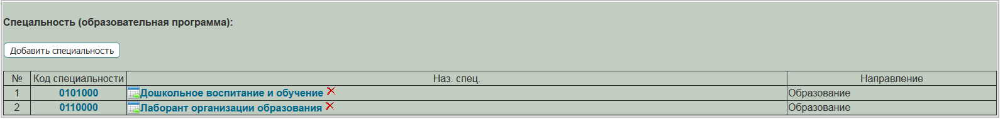 Спецальность (образовательная программа):
Добавить специальность
№ Код специальности Наз. спец. Направление
1 0101000 Дошкольное воспитание и обучение Образование
2 0110000 Лаборант организации образования Образование